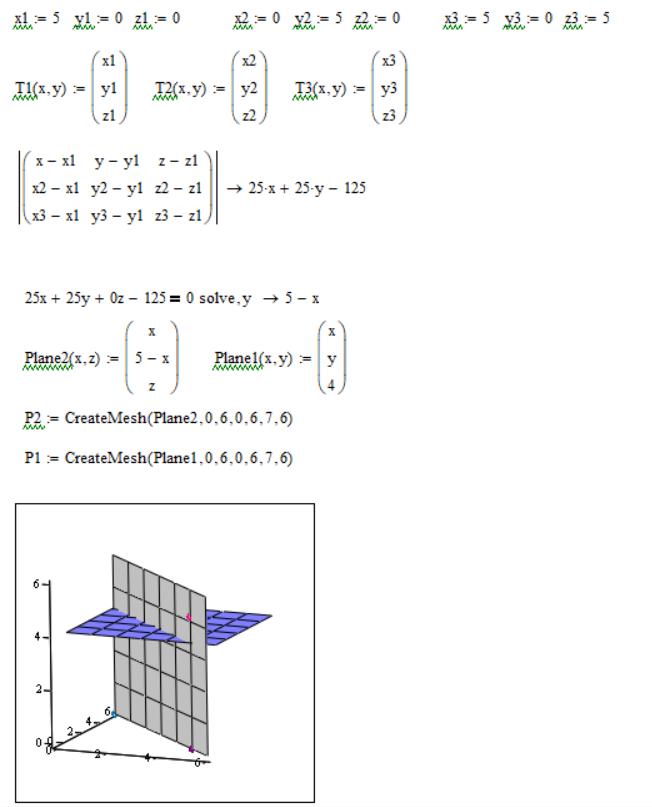 x1 := 5 y1 := 0 z1 := 0 x2 := 0 y2 := 5 z2 := 0 x3 := 5 y3 := 0 z3 := 5
T1(x,y) := ( x1 y1 z1 ) T2(x,y) := ( x2 y2 z2 ) T3(x,y) := ( x3 y3 z3 )
x − x1 y − y1 z − z1
x2 − x1 y2 − y1 z2 − z1 → 25·x + 25·y − 125
x3 − x1 y3 − y1 z3 − z1
25x + 25y + 0z − 125 = 0 solve,y → 5 − x
Plane2(x,z) := ( x 5 − x z ) Plane1(x,y) := ( x y 4 )
P2 := CreateMesh(Plane2,0,6,0,6,7,6)
P1 := CreateMesh(Plane1,0,6,0,6,7,6)
6
4
2
6
4
2
0 0
0 2 4 6